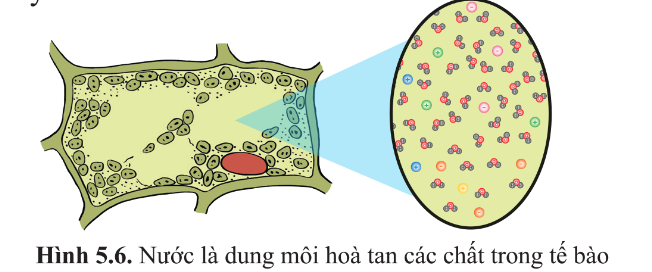 Hình 5.6. Nước là dung môi hoà tan các chất trong tế bào